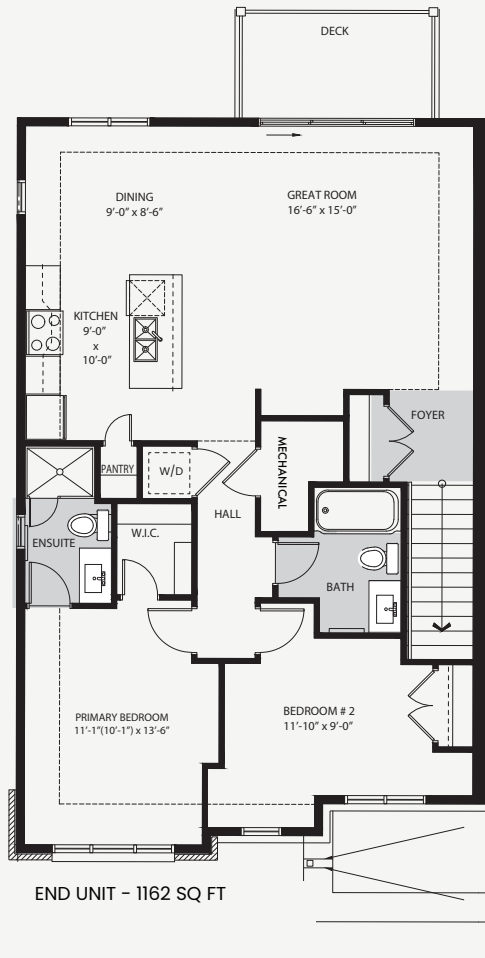 DECK
DINING
9'-0" x 8'-6"
GREAT ROOM
16'-6" x 15'-0"
KITCHEN
9'-0"
x
10'-0"
FOYER
MECHANICAL
PANTRY
W/D
HALL
W.I.C.
ENSUITE
BATH
PRIMARY BEDROOM
11'-1"(10'-1") x 13'-6"
BEDROOM # 2
11'-10" x 9'-0"
END UNIT - 1162 SQ FT